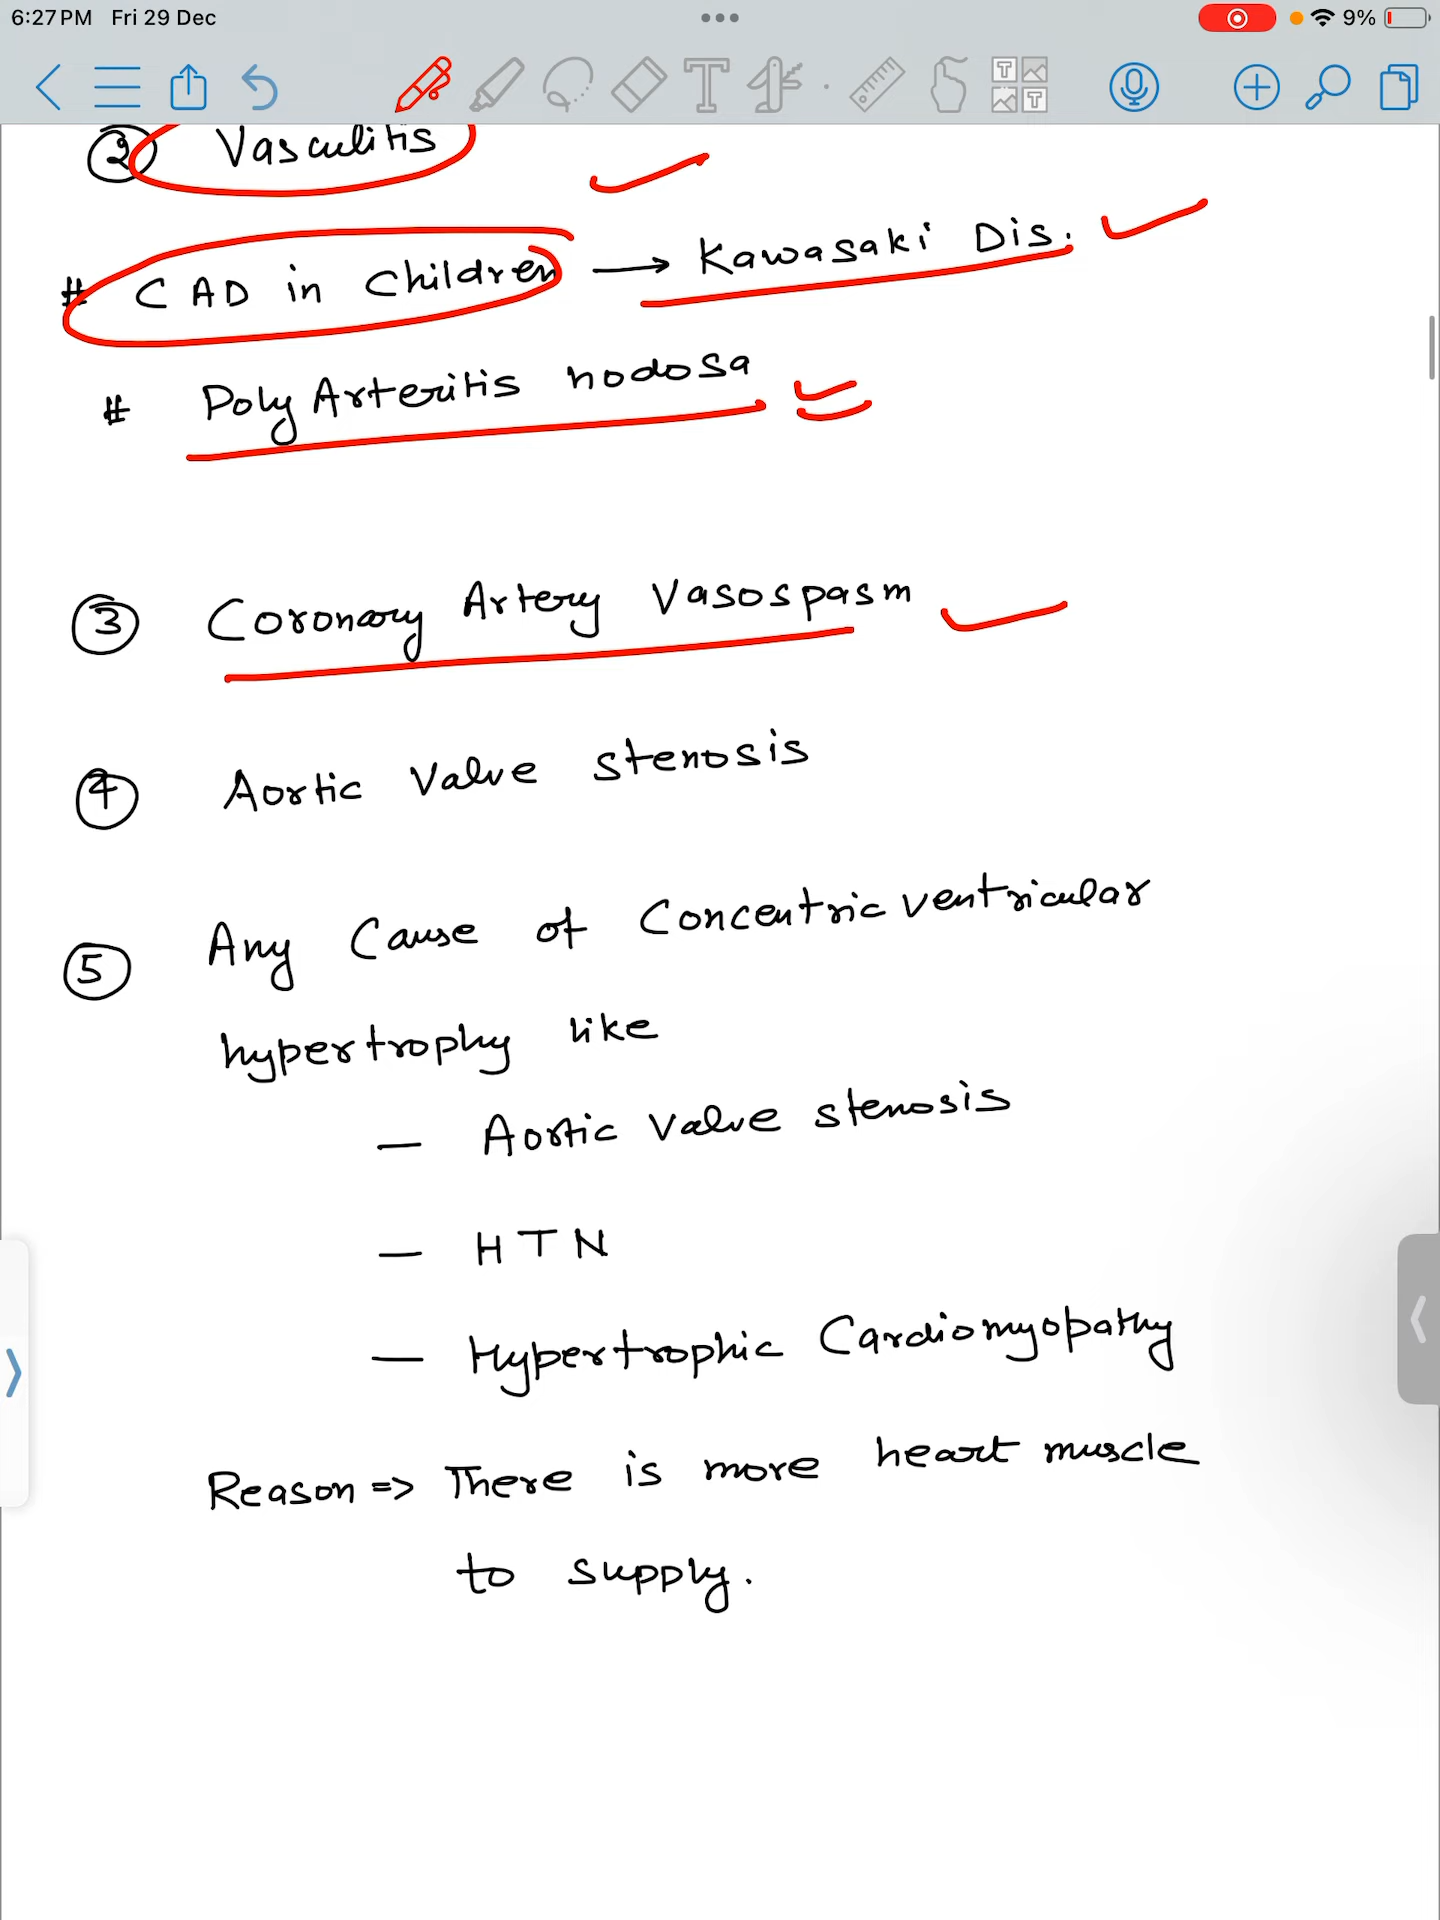 6:27 PM Fri 29 Dec 9%
② Vasculitis
# CAD in Children → Kawasaki Dis.
# Poly Arteritis nodosa
③ Coronary Artery Vasospasm
④ Aortic Valve stenosis
⑤ Any Cause of Concentric ventricular
hypertrophy like
— Aortic Valve stenosis
— HTN
— Hypertrophic Cardiomyopathy
Reason => There is more heart muscle
to supply.